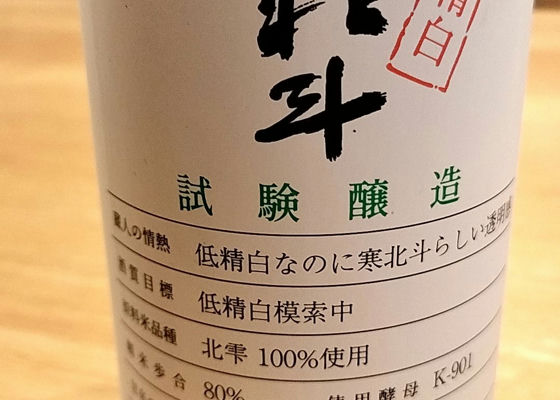 北
斗
精白
試験醸造
蔵人の情熱 低精白なのに寒北斗らしい透明感
酒質目標 低精白模索中
原料米品種 北雫 100%使用
精米歩合 80% 使用酵母 K-901